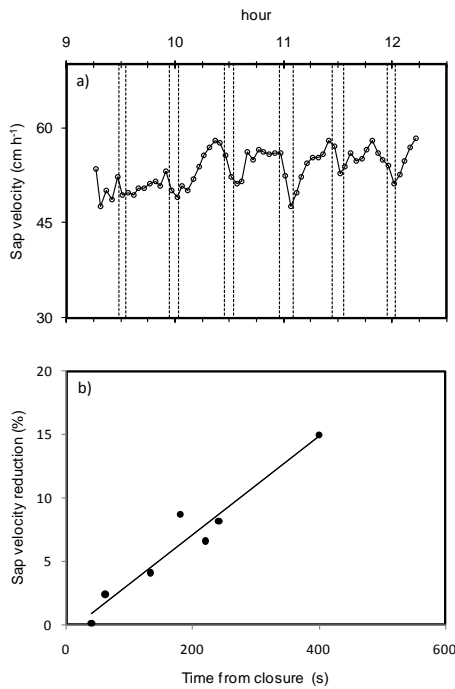 hour
9 10 11 12
a)
60
45
30
Sap velocity (cm h⁻¹)
b)
20
15
10
5
0
Sap velocity reduction (%)
0 200 400 600
Time from closure (s)